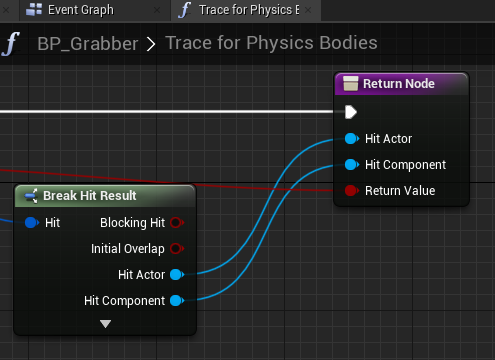 Event Graph
Trace for Physics E
f BP_Grabber > Trace for Physics Bodies
Return Node
Hit Actor
Hit Component
Return Value
Break Hit Result
Hit
Blocking Hit
Initial Overlap
Hit Actor
Hit Component